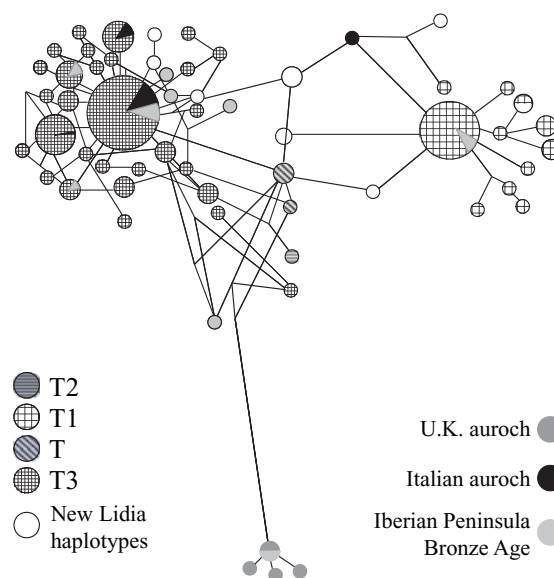 T2
T1
T
T3
New Lidia
haplotypes
U.K. auroch
Italian auroch
Iberian Peninsula
Bronze Age